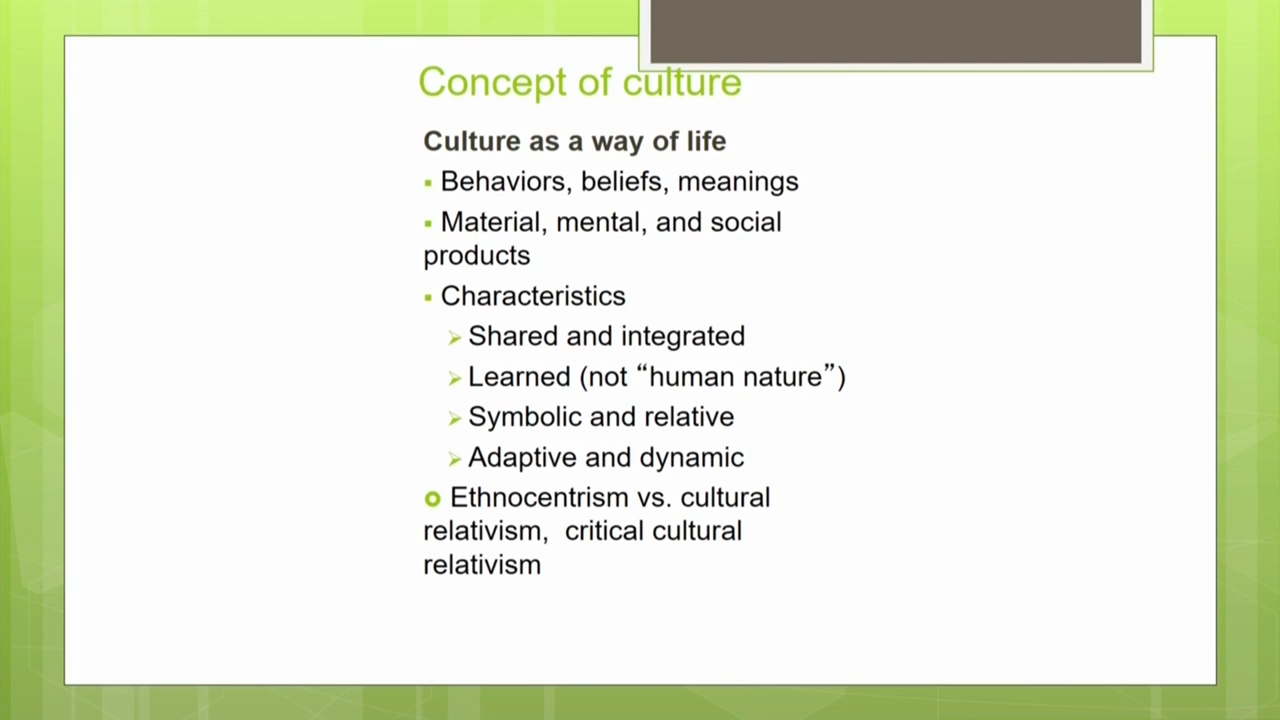 Concept of culture
Culture as a way of life
▪ Behaviors, beliefs, meanings
▪ Material, mental, and social
products
▪ Characteristics
➢ Shared and integrated
➢ Learned (not “human nature”)
➢ Symbolic and relative
➢ Adaptive and dynamic
Ethnocentrism vs. cultural
relativism, critical cultural
relativism